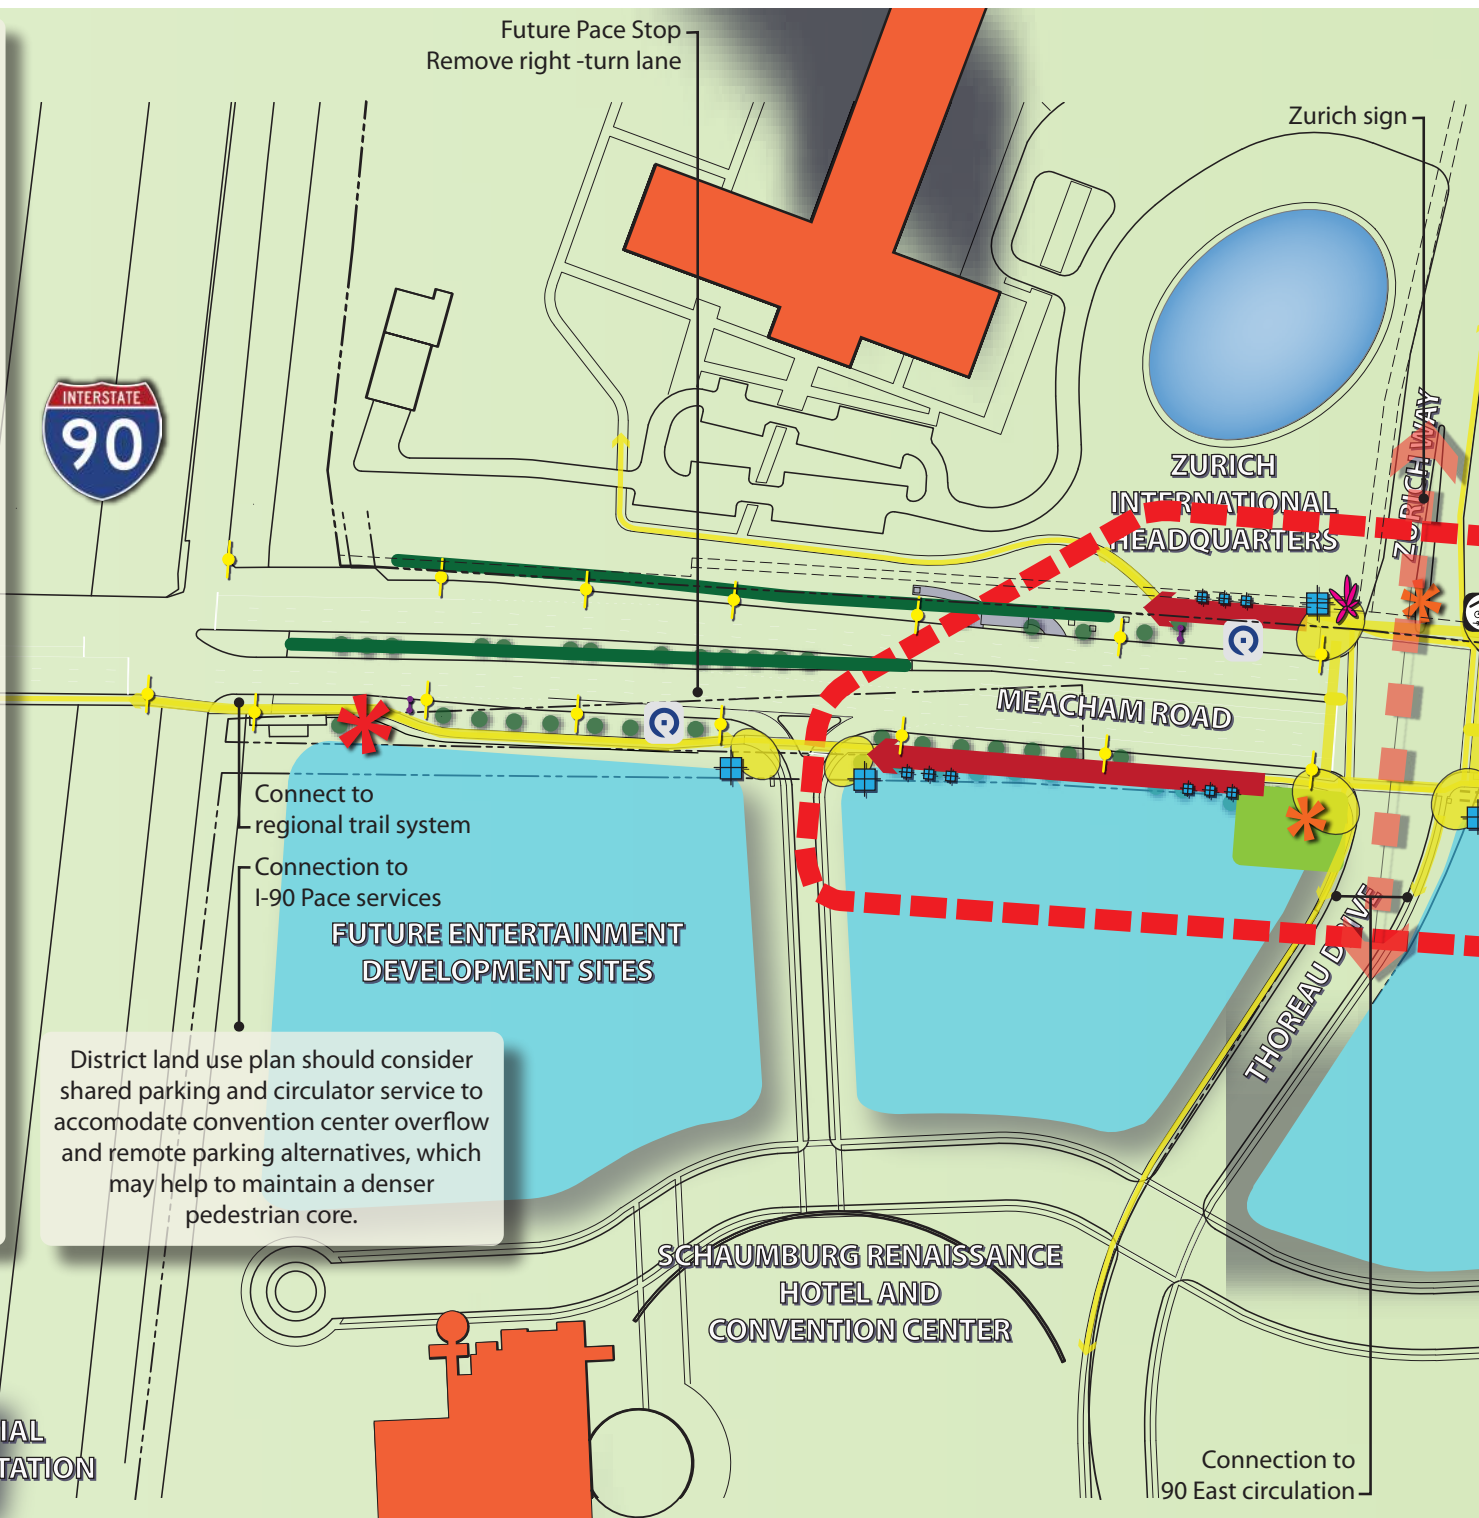 Future Pace Stop
Remove right -turn lane
Zurich sign
INTERSTATE
90
ZURICH WAY
ZURICH
INTERNATIONAL
HEADQUARTERS
MEACHAM ROAD
Connect to
regional trail system
Connection to
I-90 Pace services
FUTURE ENTERTAINMENT
DEVELOPMENT SITES
THOREAU DRIVE
District land use plan should consider
shared parking and circulator service to
accomodate convention center overflow
and remote parking alternatives, which
may help to maintain a denser
pedestrian core.
SCHAUMBURG RENAISSANCE
HOTEL AND
CONVENTION CENTER
IAL
TATION
Connection to
90 East circulation